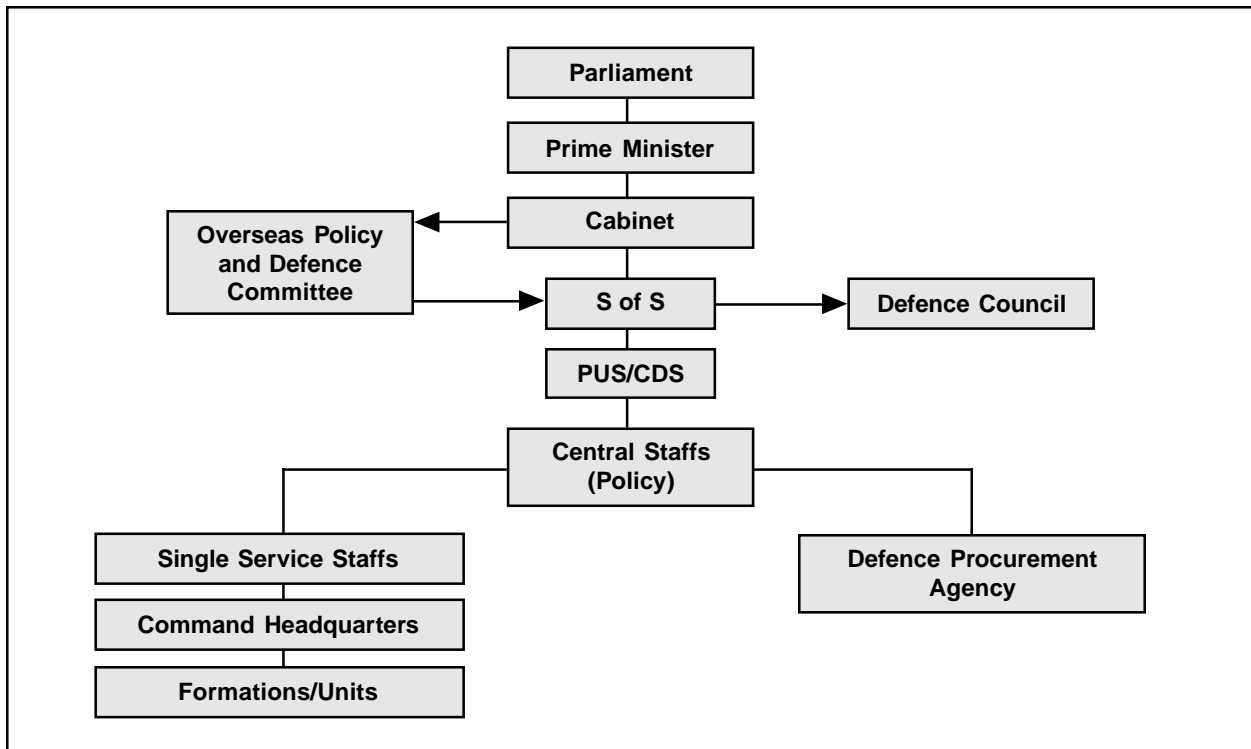 Parliament
Prime Minister
Cabinet
Overseas Policy
and Defence
Committee
S of S
Defence Council
PUS/CDS
Central Staffs
(Policy)
Single Service Staffs
Defence Procurement
Agency
Command Headquarters
Formations/Units